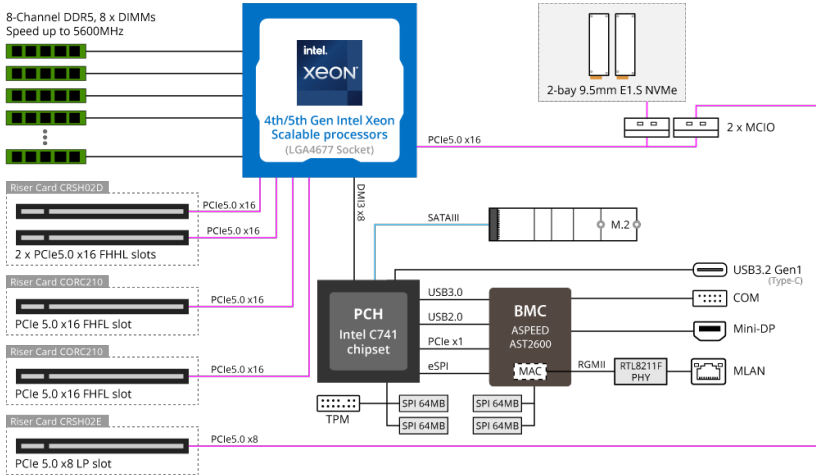 8-Channel DDR5, 8 x DIMMs
Speed up to 5600MHz
intel.
xeon
4th/5th Gen Intel Xeon
Scalable processors
(LGA4677 Socket)
2-bay 9.5mm E1.S NVMe
PCIe5.0 x16
2 x MCIO
Riser Card CRSH02D
PCIe5.0 x16
PCIe5.0 x16
2 x PCIe5.0 x16 FHHL slots
DMI3 x8
SATAIII
M.2
Riser Card CORC210
PCIe5.0 x16
PCIe 5.0 x16 FHFL slot
Riser Card CORC210
PCIe5.0 x16
PCIe 5.0 x16 FHFL slot
PCH
Intel C741
chipset
USB3.0
USB2.0
PCIe x1
eSPI
BMC
ASPEED
AST2600
MAC
RGMII
RTL8211F
PHY
USB3.2 Gen1
(Type-C)
COM
Mini-DP
MLAN
TPM
SPI 64MB
SPI 64MB
SPI 64MB
SPI 64MB
Riser Card CRSH02E
PCIe5.0 x8
PCIe 5.0 x8 LP slot